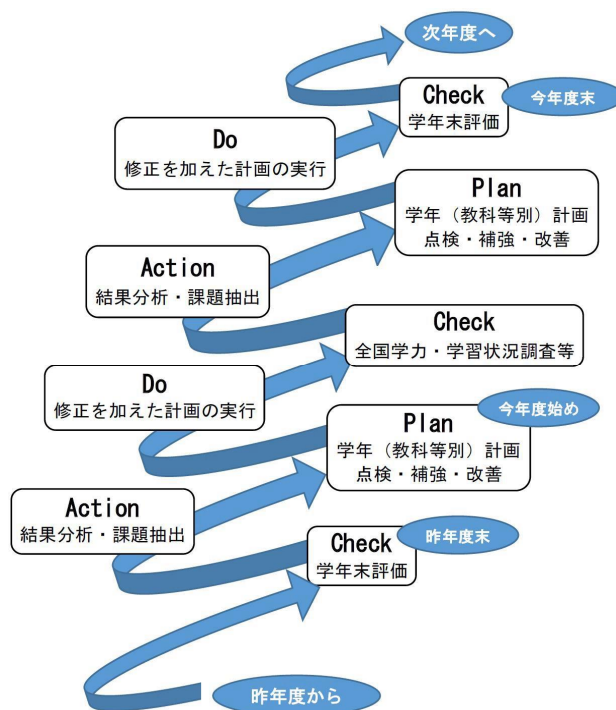 次年度へ
Check
学年末評価
今年度末
Do
修正を加えた計画の実行
Plan
学年（教科等別）計画
点検・補強・改善
Action
結果分析・課題抽出
Check
全国学力・学習状況調査等
Do
修正を加えた計画の実行
今年度始め
Plan
学年（教科等別）計画
点検・補強・改善
Action
結果分析・課題抽出
昨年度末
Check
学年末評価
昨年度から